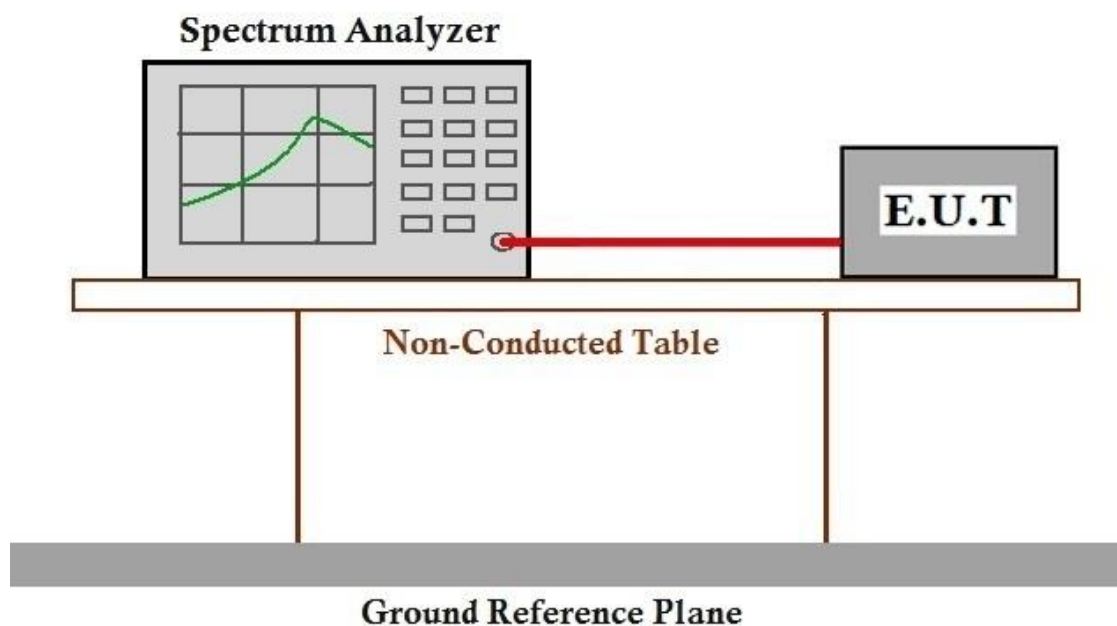 Spectrum Analyzer
E.U.T
Non-Conducted Table
Ground Reference Plane